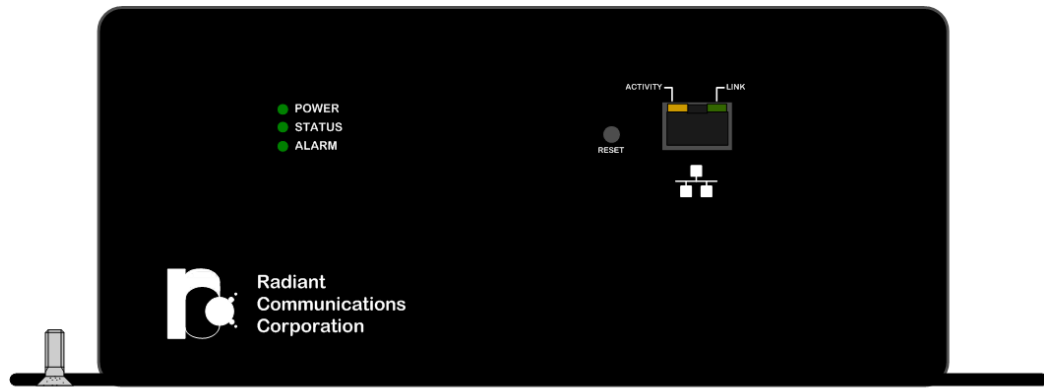 ACTIVITY
LINK
POWER
STATUS
ALARM
RESET
Radiant
Communications
Corporation